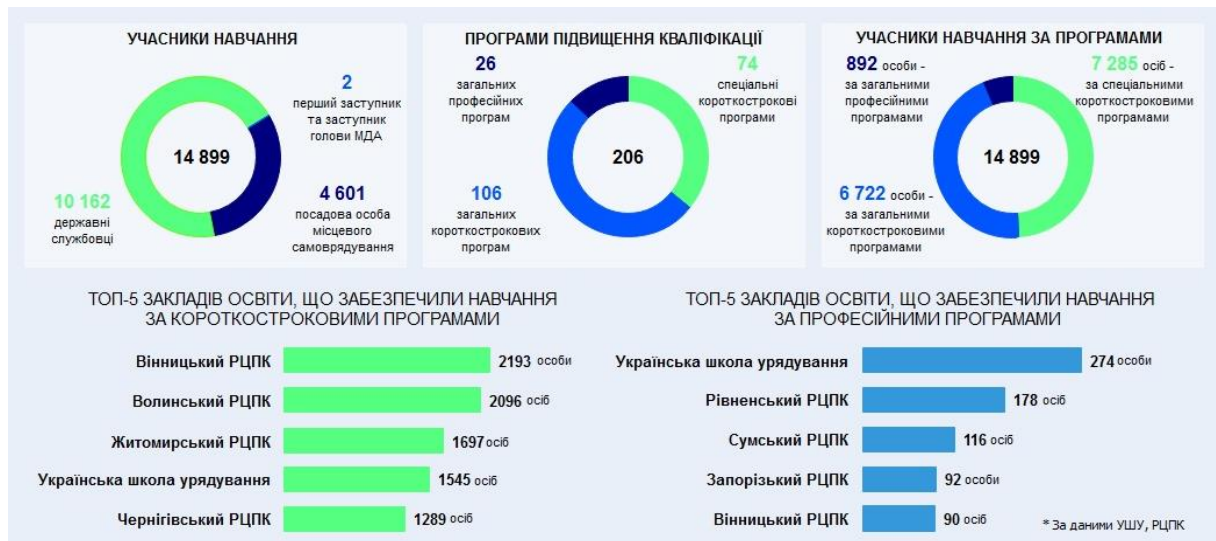 УЧАСНИКИ НАВЧАННЯ
14 899
2
перший заступник
та заступник
голови МДА
10 162
державні
службовці
4 601
посадова особа
місцевого
самоврядування
ПРОГРАМИ ПІДВИЩЕННЯ КВАЛІФІКАЦІЇ
26
загальних
професійних
програм
74
спеціальні
короткострокові
програми
206
106
загальних
короткострокових
програм
УЧАСНИКИ НАВЧАННЯ ЗА ПРОГРАМАМИ
892 особи -
за загальними
професійними
програмами
7 285 осіб -
за спеціальними
короткостроковими
програмами
14 899
6 722 особи -
за загальними
короткостроковими
програмами
ТОП-5 ЗАКЛАДІВ ОСВІТИ, ЩО ЗАБЕЗПЕЧИЛИ НАВЧАННЯ
ЗА КОРОТКОСТРОКОВИМИ ПРОГРАМАМИ
Вінницький РЦПК 2193 особи
Волинський РЦПК 2096 осіб
Житомирський РЦПК 1697 осіб
Українська школа урядування 1545 осіб
Чернігівський РЦПК 1289 осіб
ТОП-5 ЗАКЛАДІВ ОСВІТИ, ЩО ЗАБЕЗПЕЧИЛИ НАВЧАННЯ
ЗА ПРОФЕСІЙНИМИ ПРОГРАМАМИ
Українська школа урядування 274 особи
Рівненський РЦПК 178 осіб
Сумський РЦПК 116 осіб
Запорізький РЦПК 92 особи
Вінницький РЦПК 90 осіб
* За даними УШУ, РЦПК